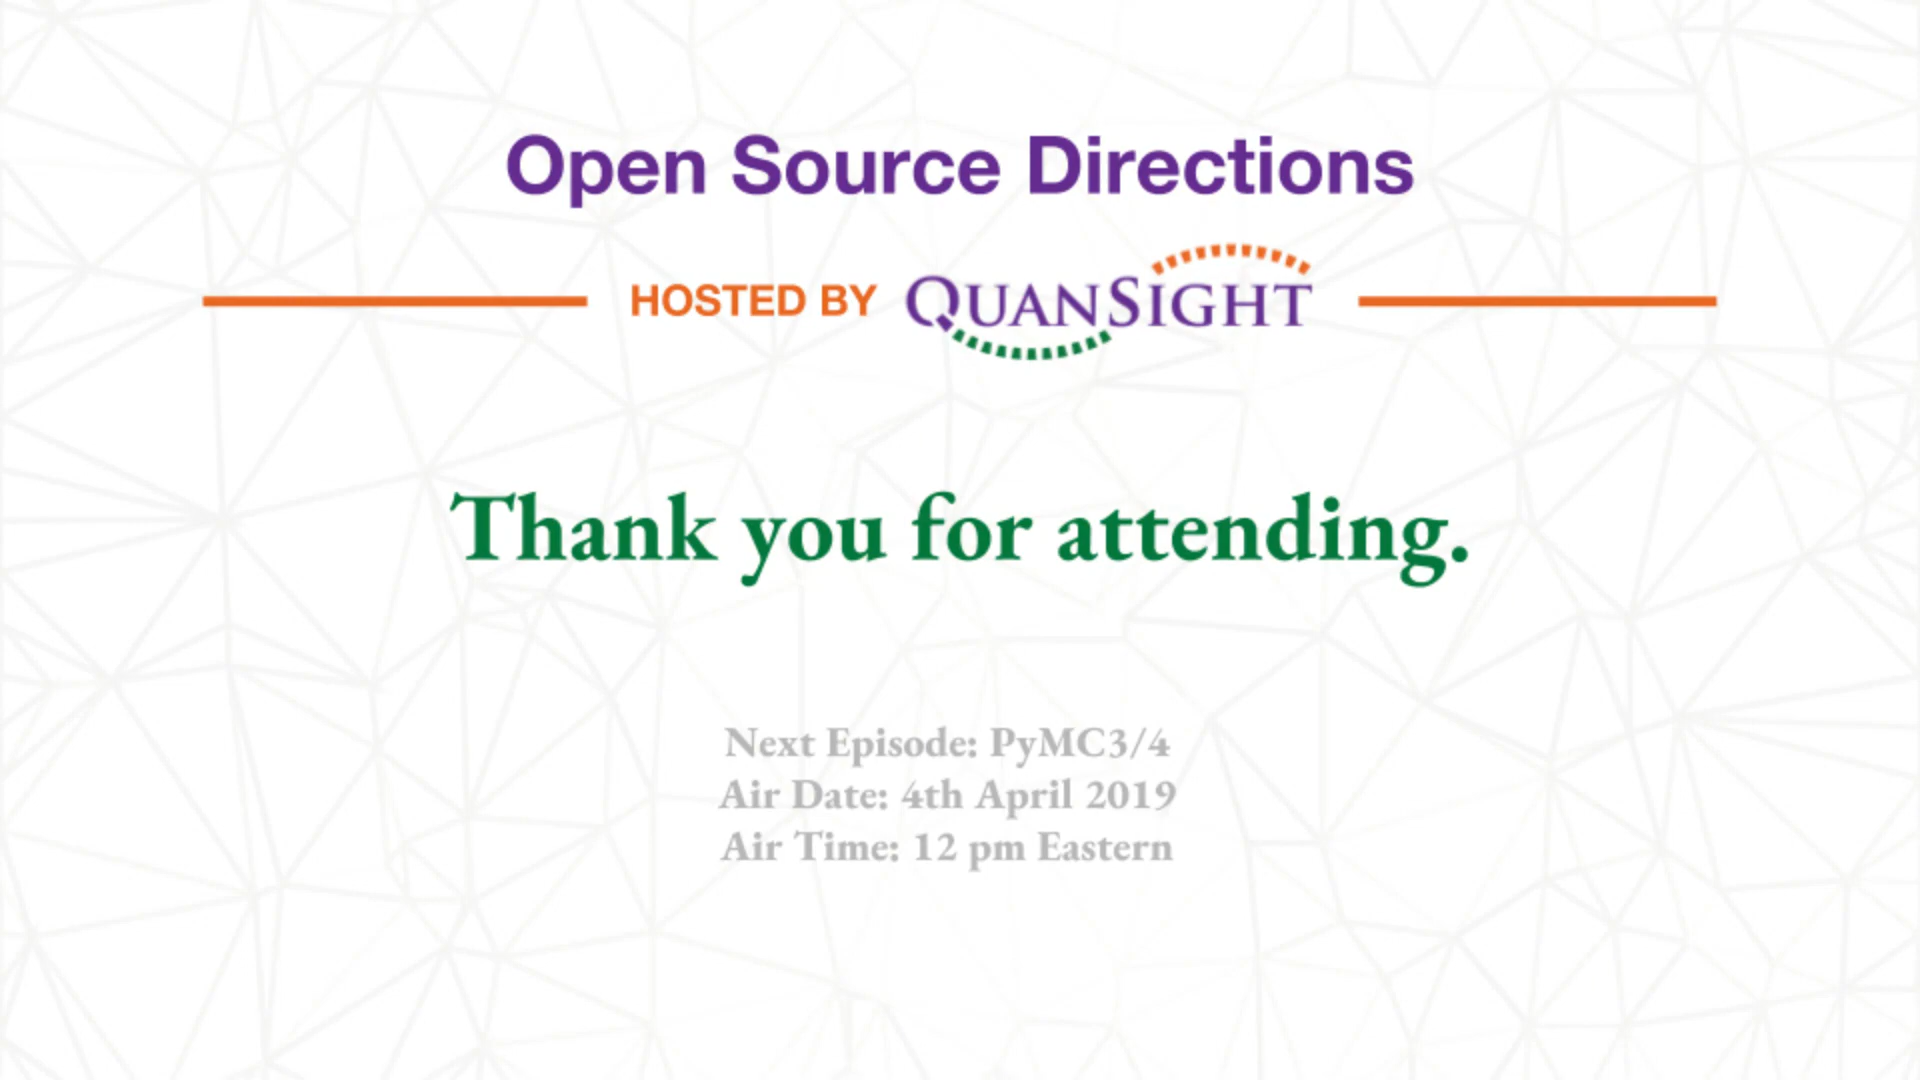 Open Source Directions
HOSTED BY QUANSIGHT
Thank you for attending.
Next Episode: PyMC3/4
Air Date: 4th April 2019
Air Time: 12 pm Eastern